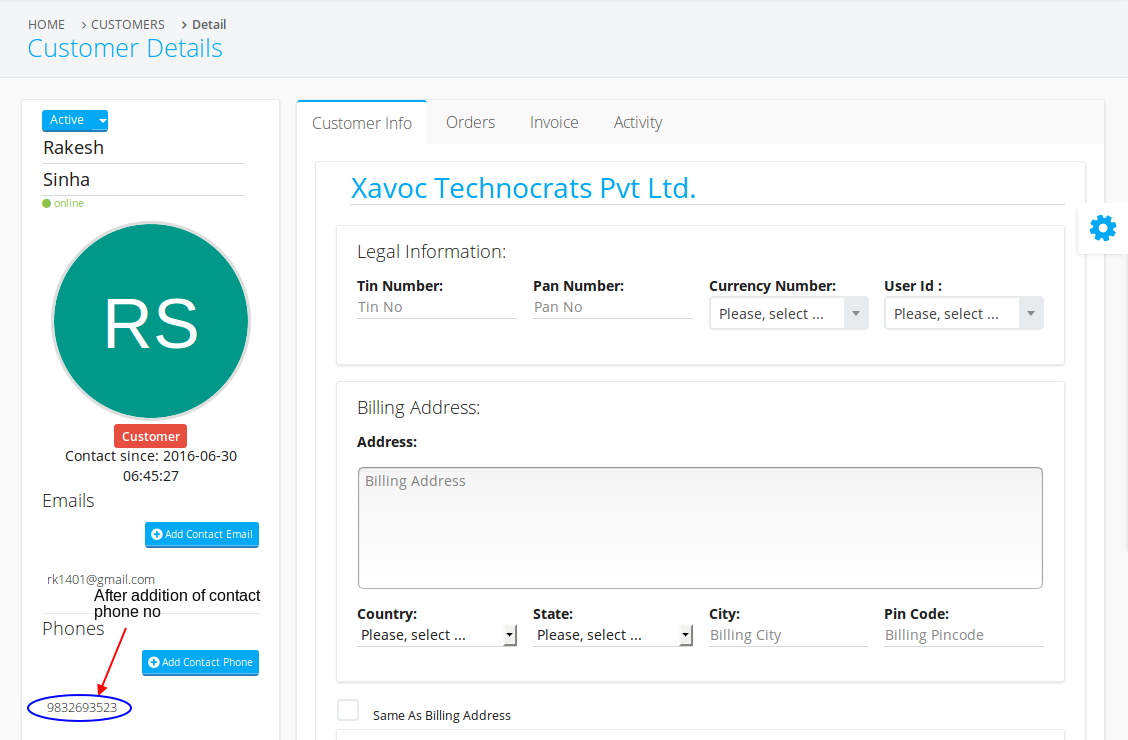 HOME > CUSTOMERS > Detail
Customer Details
Active
Rakesh
Sinha
online
RS
Customer
Contact since: 2016-06-30
06:45:27
Emails
Add Contact Email
rk1401@gmail.com
After addition of contact
phone no
Phones
Add Contact Phone
9832693523
Customer Info Orders Invoice Activity
Xavoc Technocrats Pvt Ltd.
Legal Information:
Tin Number: Pan Number: Currency Number: User Id :
Tin No Pan No Please, select ... Please, select ...
Billing Address:
Address:
Billing Address
Country: State: City: Pin Code:
Please, select ... Please, select ... Billing City Billing Pincode
Same As Billing Address